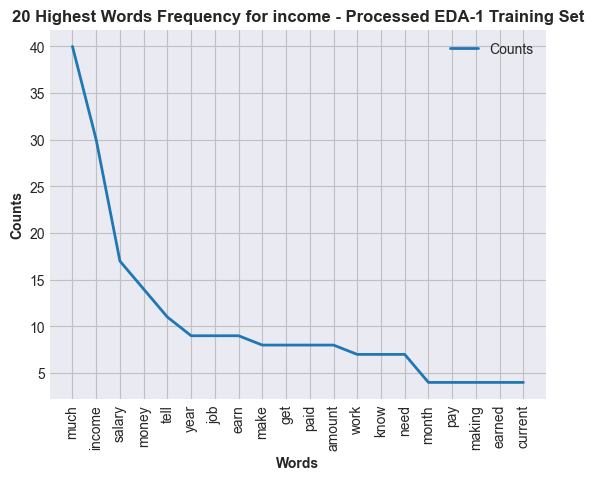 20 Highest Words Frequency for income - Processed EDA-1 Training Set
Counts
40
35
30
25
20
15
10
5
Counts
much
income
salary
money
tell
year
job
earn
make
get
paid
amount
work
know
need
month
pay
making
earned
current
Words